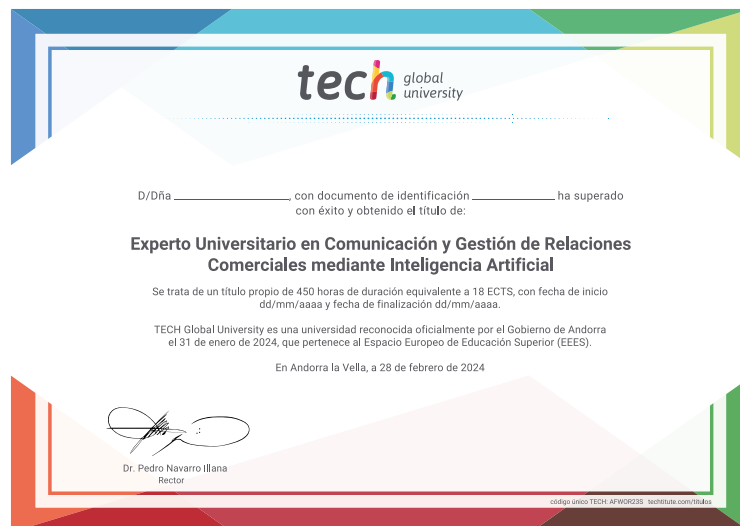 tech global
university
D/Dña ______________, con documento de identificación __________ ha superado
con éxito y obtenido el título de:
Experto Universitario en Comunicación y Gestión de Relaciones
Comerciales mediante Inteligencia Artificial
Se trata de un título propio de 450 horas de duración equivalente a 18 ECTS, con fecha de inicio
dd/mm/aaaa y fecha de finalización dd/mm/aaaa.
TECH Global University es una universidad reconocida oficialmente por el Gobierno de Andorra
el 31 de enero de 2024, que pertenece al Espacio Europeo de Educación Superior (EEES).
En Andorra la Vella, a 28 de febrero de 2024
Dr. Pedro Navarro Illana
Rector
código único TECH: AFWOR23S techtitute.com/titulos